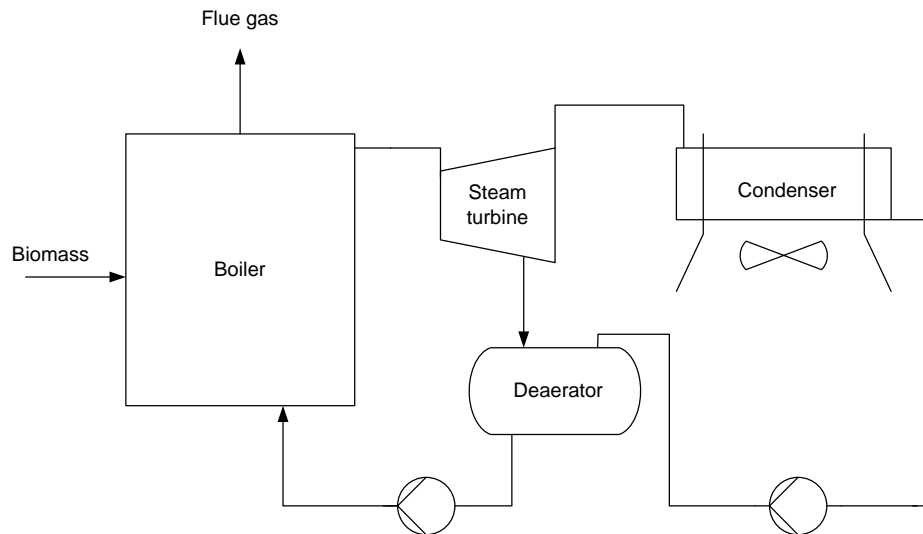 Flue gas
Steam
turbine
Condenser
Biomass
Boiler
Deaerator